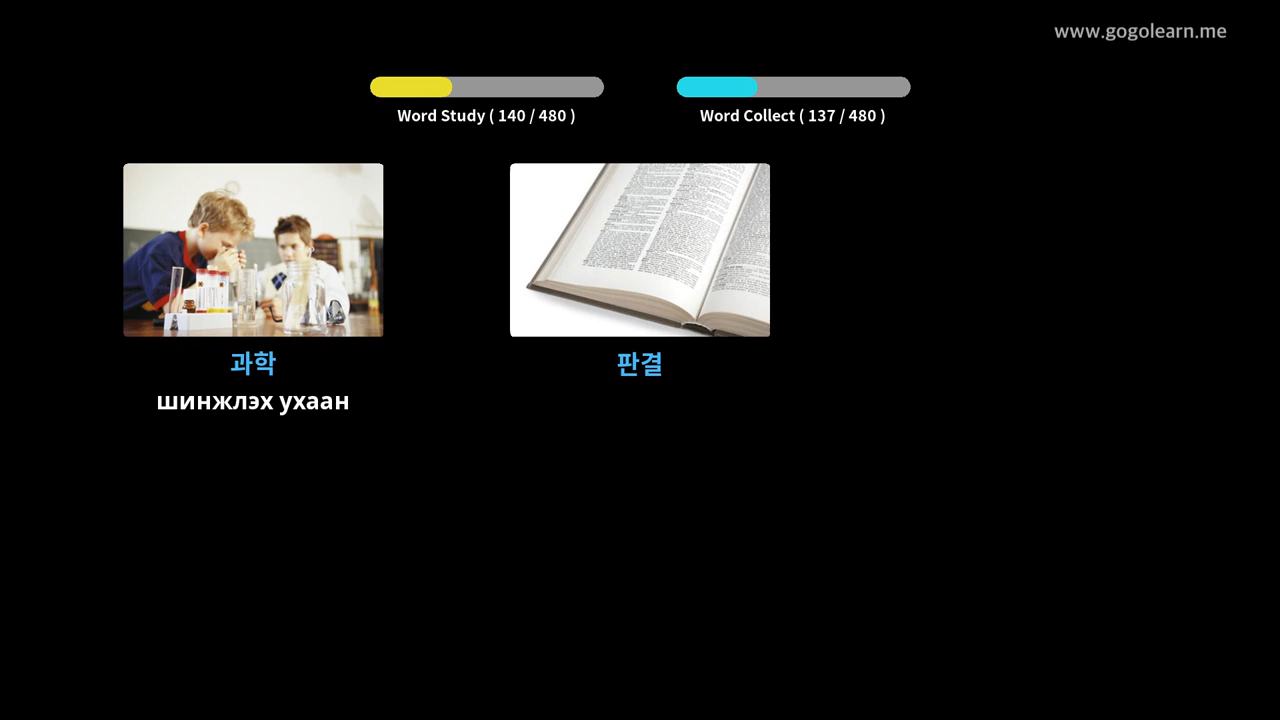 www.gogolearn.me
Word Study ( 140 / 480 )
Word Collect ( 137 / 480 )
과학
판결
шинжлэх ухаан